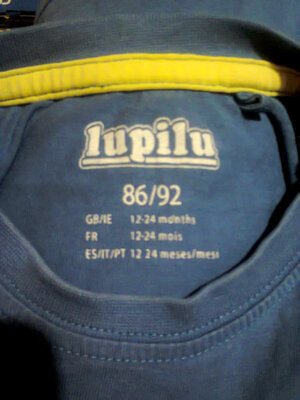 lupilu
86/92
GB/IE 12-24 months
FR 12-24 mois
ES/IT/PT 12 24 meses/mesi